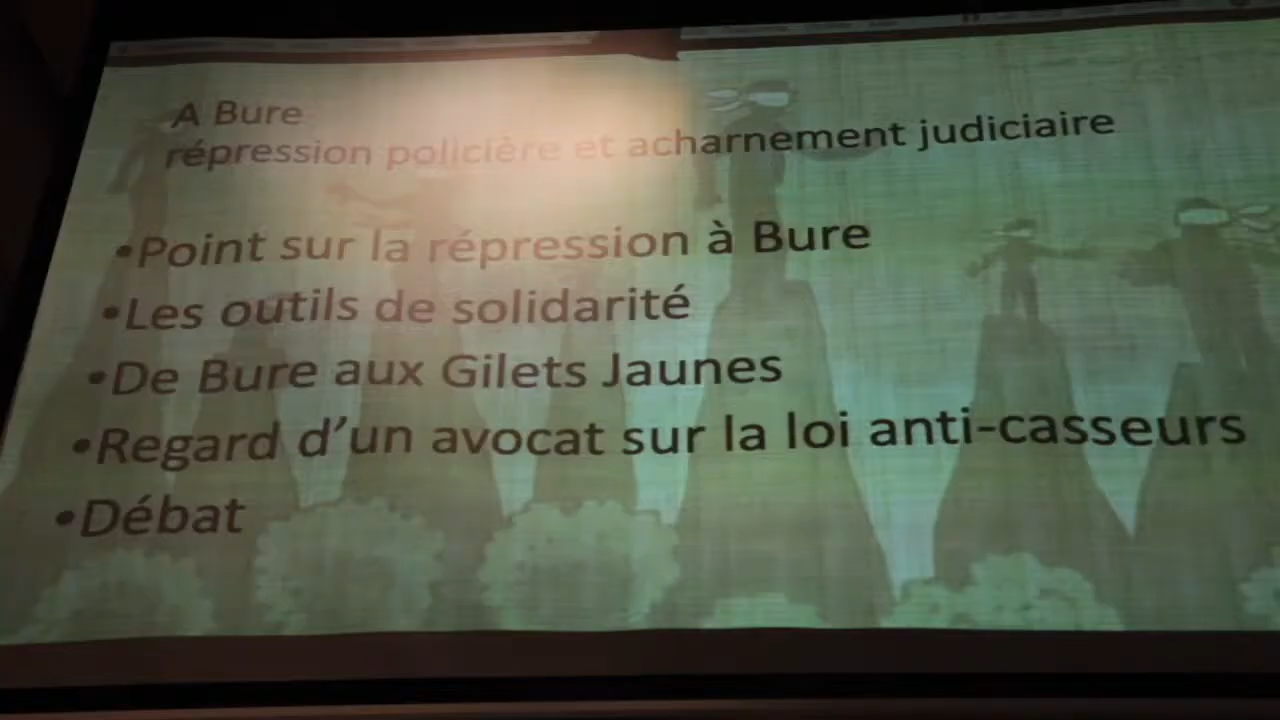 A Bure
répression policière et acharnement judiciaire
•Point sur la répression à Bure
•Les outils de solidarité
•De Bure aux Gilets Jaunes
•Regard d'un avocat sur la loi anti-casseurs
•Débat